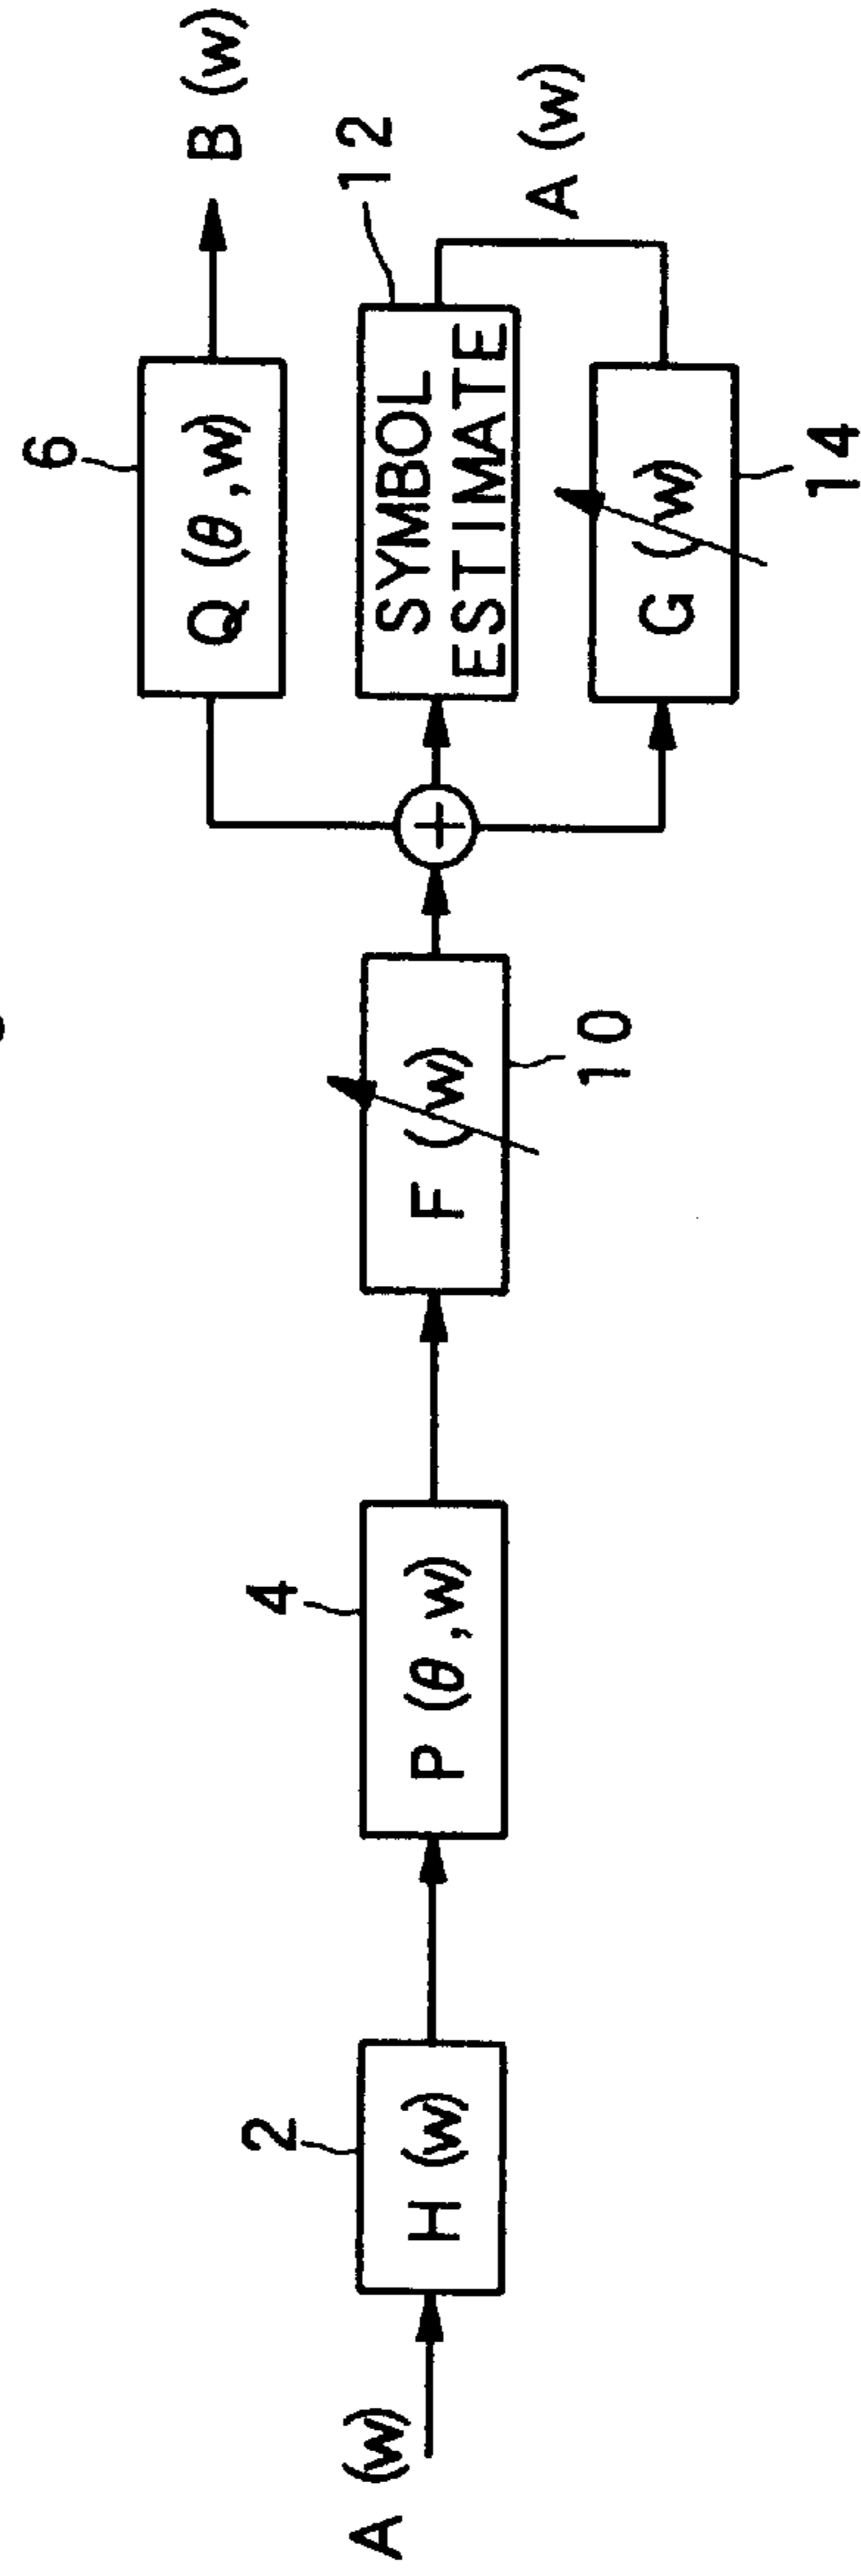 A (w)
2
H (w)
4
P (θ, w)
F (w)
10
6
Q (θ, w)
B (w)
SYMBOL
ESTIMATE
12
A (w)
G (w)
14